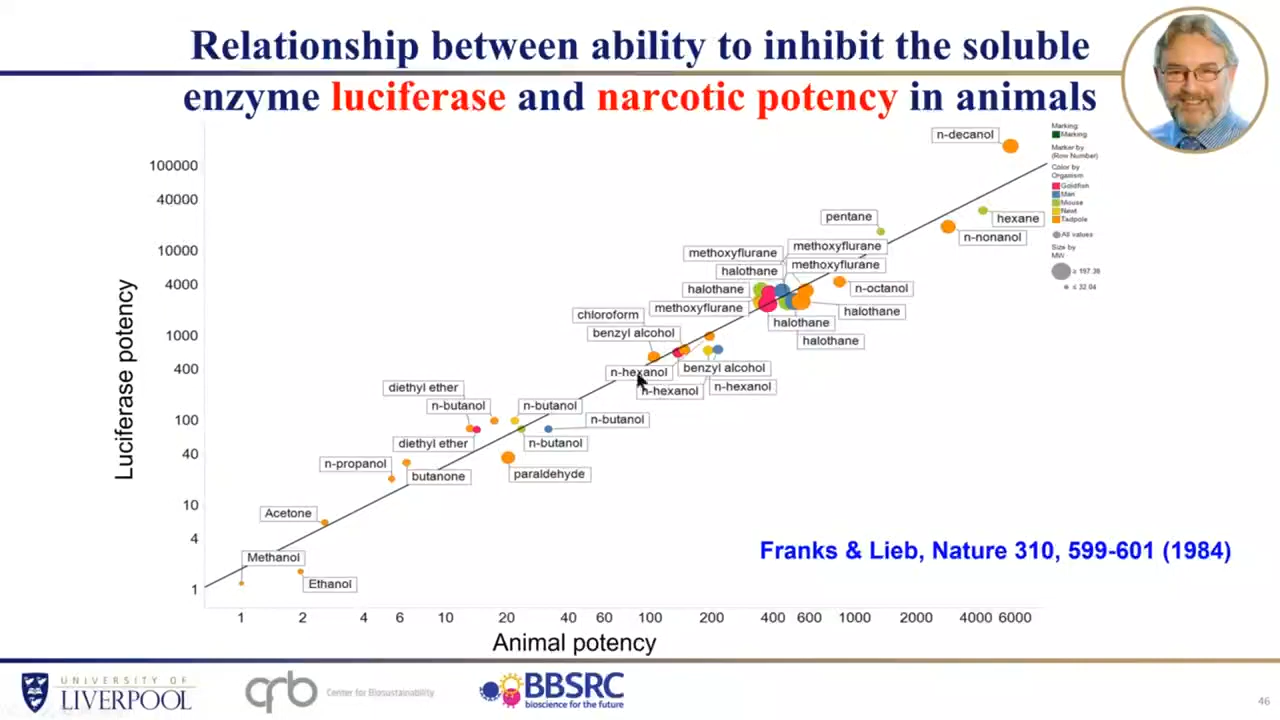 Relationship between ability to inhibit the soluble
enzyme luciferase and narcotic potency in animals
Luciferase potency
100000
40000
10000
4000
1000
400
100
40
10
4
1
1
2
4
6
10
20
40
60
100
200
400
600
1000
2000
4000
6000
Animal potency
n-decanol
pentane
hexane
n-nonanol
methoxyflurane
methoxyflurane
halothane
methoxyflurane
halothane
n-octanol
methoxyflurane
halothane
chloroform
halothane
benzyl alcohol
halothane
n-hexanol
benzyl alcohol
n-hexanol
n-hexanol
diethyl ether
n-butanol
n-butanol
n-butanol
diethyl ether
n-butanol
n-propanol
butanone
paraldehyde
Acetone
Methanol
Ethanol
Marking:
Marking
Marker by
(Row Number)
Color by
Organism
Goldfish
Man
Mouse
Newt
Tadpole
All values
Size by
MW
≥ 197.38
≤ 32.04
Franks & Lieb, Nature 310, 599-601 (1984)
UNIVERSITY OF
LIVERPOOL
Center for Biosustainability
BBSRC
bioscience for the future
46